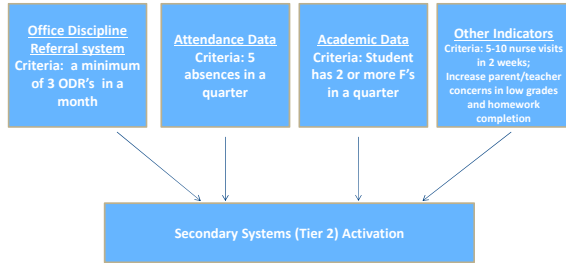 Office Discipline
Referral system
Criteria:  a minimum
of 3 ODR's  in a
month
Attendance Data
Criteria: 5
absences in a
quarter
Academic Data
Criteria: Student
has 2 or more F's
in a quarter
Other Indicators
Criteria: 5-10 nurse visits
in 2 weeks;
Increase parent/teacher
concerns in low grades
and homework
completion
Secondary Systems (Tier 2) Activation